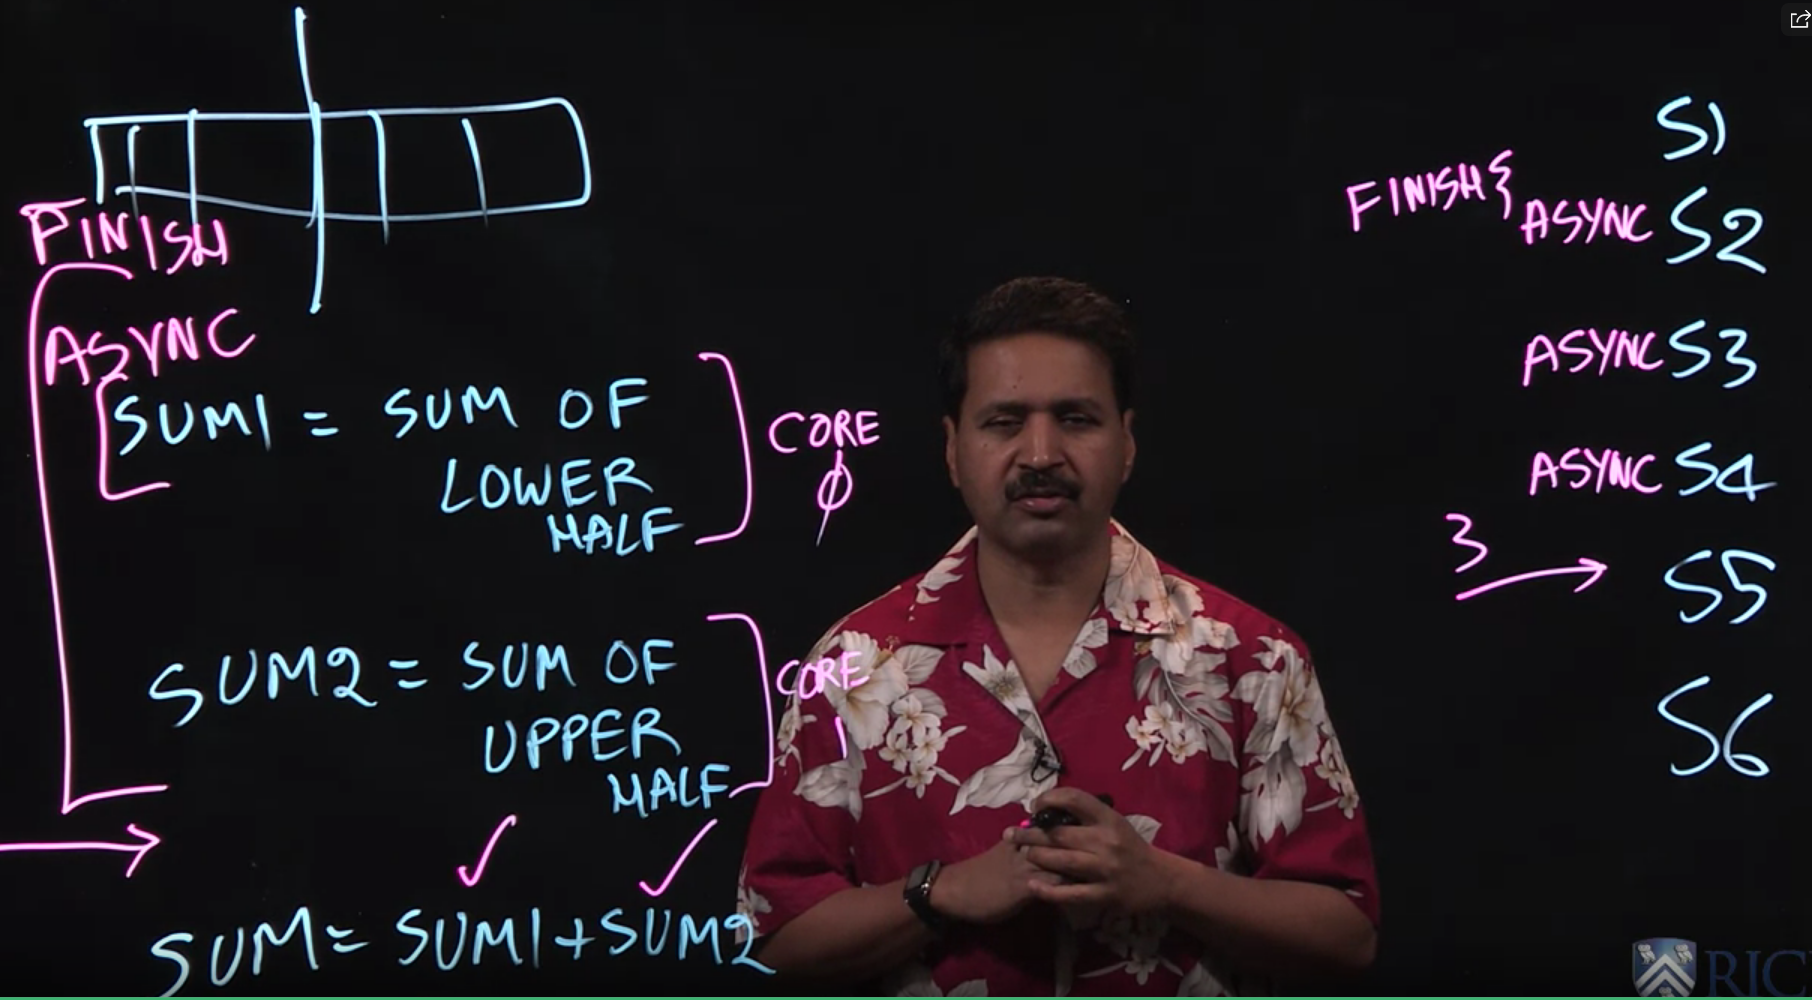 FINISH
ASYNC
SUM1 = SUM OF
LOWER
HALF
CORE
0
SUM2 = SUM OF
UPPER
HALF
CORE
1
SUM = SUM1 + SUM2
S1
FINISH {
ASYNC S2
ASYNC S3
ASYNC S4
3 → S5
S6
RIC